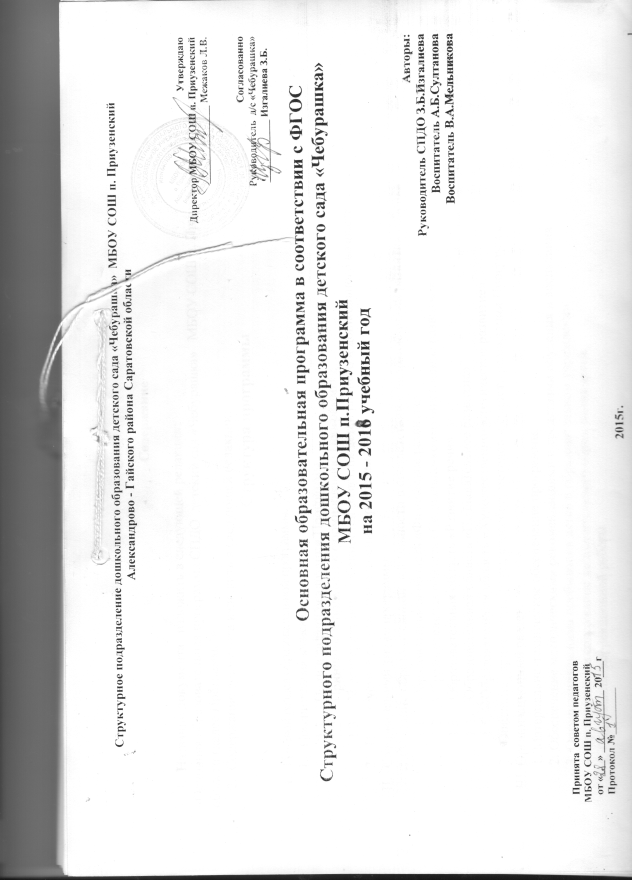 Структурное подразделение дошкольного образования детского сада «Чебурашка» МБОУ СОШ п. Приузенский
Александрово - Гайского района Саратовской области
Утверждаю
Директор МБОУ СОШ п. Приузенский
Межаков Л.В.
Согласованно
Руководитель д/с «Чебурашка»
Изгалиева З.Б.
Основная образовательная программа в соответствии с ФГОС
Структурного подразделения дошкольного образования детского сада «Чебурашка»
МБОУ СОШ п.Приузенский
на 2015 - 2018 учебный год
Авторы:
Руководитель СПДО З.Б.Изгалиева
Воспитатель А.Б.Султанова
Воспитатель В.А.Мельникова
Принята советом педагогов
МБОУ СОШ п. Приузенский
от « » 2015 г
Протокол №
2015г.